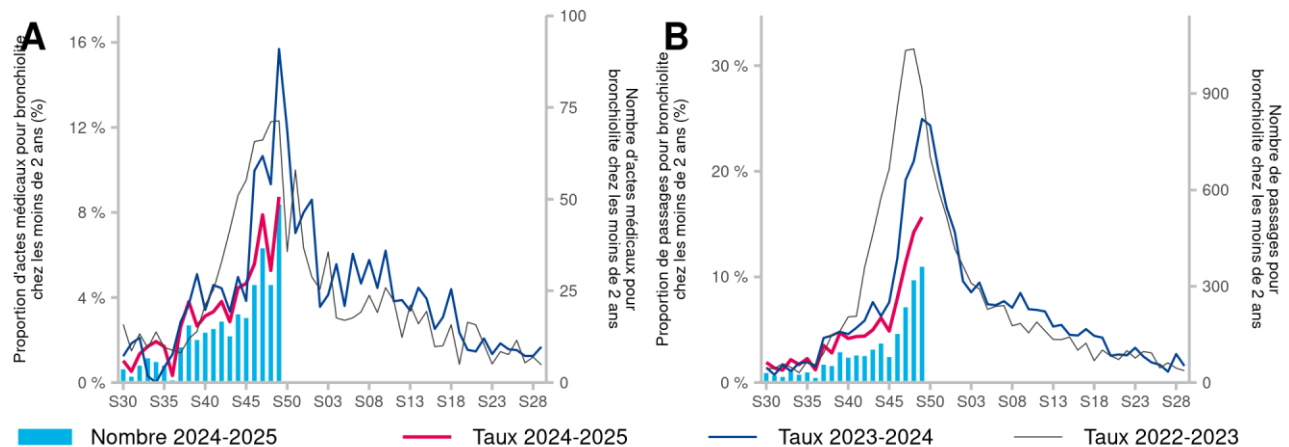 A
Proportion d'actes médicaux pour bronchiolite
chez les moins de 2 ans (%)
16 %
12 %
8 %
4 %
0 %
100
75
50
25
0
Nombre d'actes médicaux pour
bronchiolite chez les moins de 2 ans
S30 S35 S40 S45 S50 S03 S08 S13 S18 S23 S28
B
Proportion de passages pour bronchiolite
chez les moins de 2 ans (%)
30 %
20 %
10 %
0 %
900
600
300
0
Nombre de passages pour
bronchiolite chez les moins de 2 ans
S30 S35 S40 S45 S50 S03 S08 S13 S18 S23 S28
Nombre 2024-2025 Taux 2024-2025 Taux 2023-2024 Taux 2022-2023